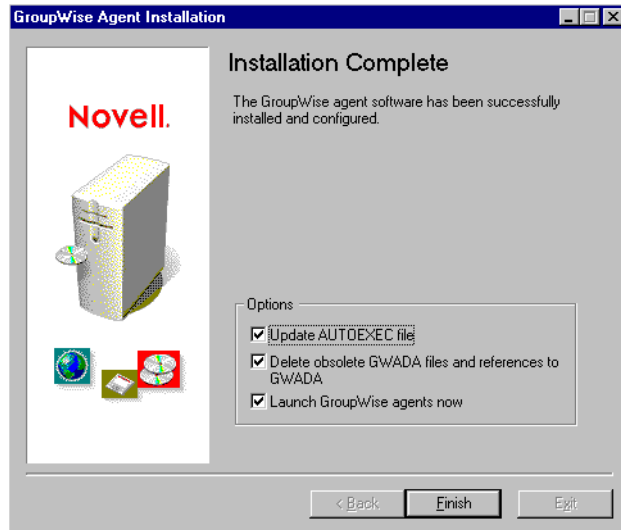 GroupWise Agent Installation
Installation Complete
The GroupWise agent software has been successfully
installed and configured.
Novell.
Options
Update AUTOEXEC file
Delete obsolete GWADA files and references to
GWADA
Launch GroupWise agents now
< Back
Finish
Exit